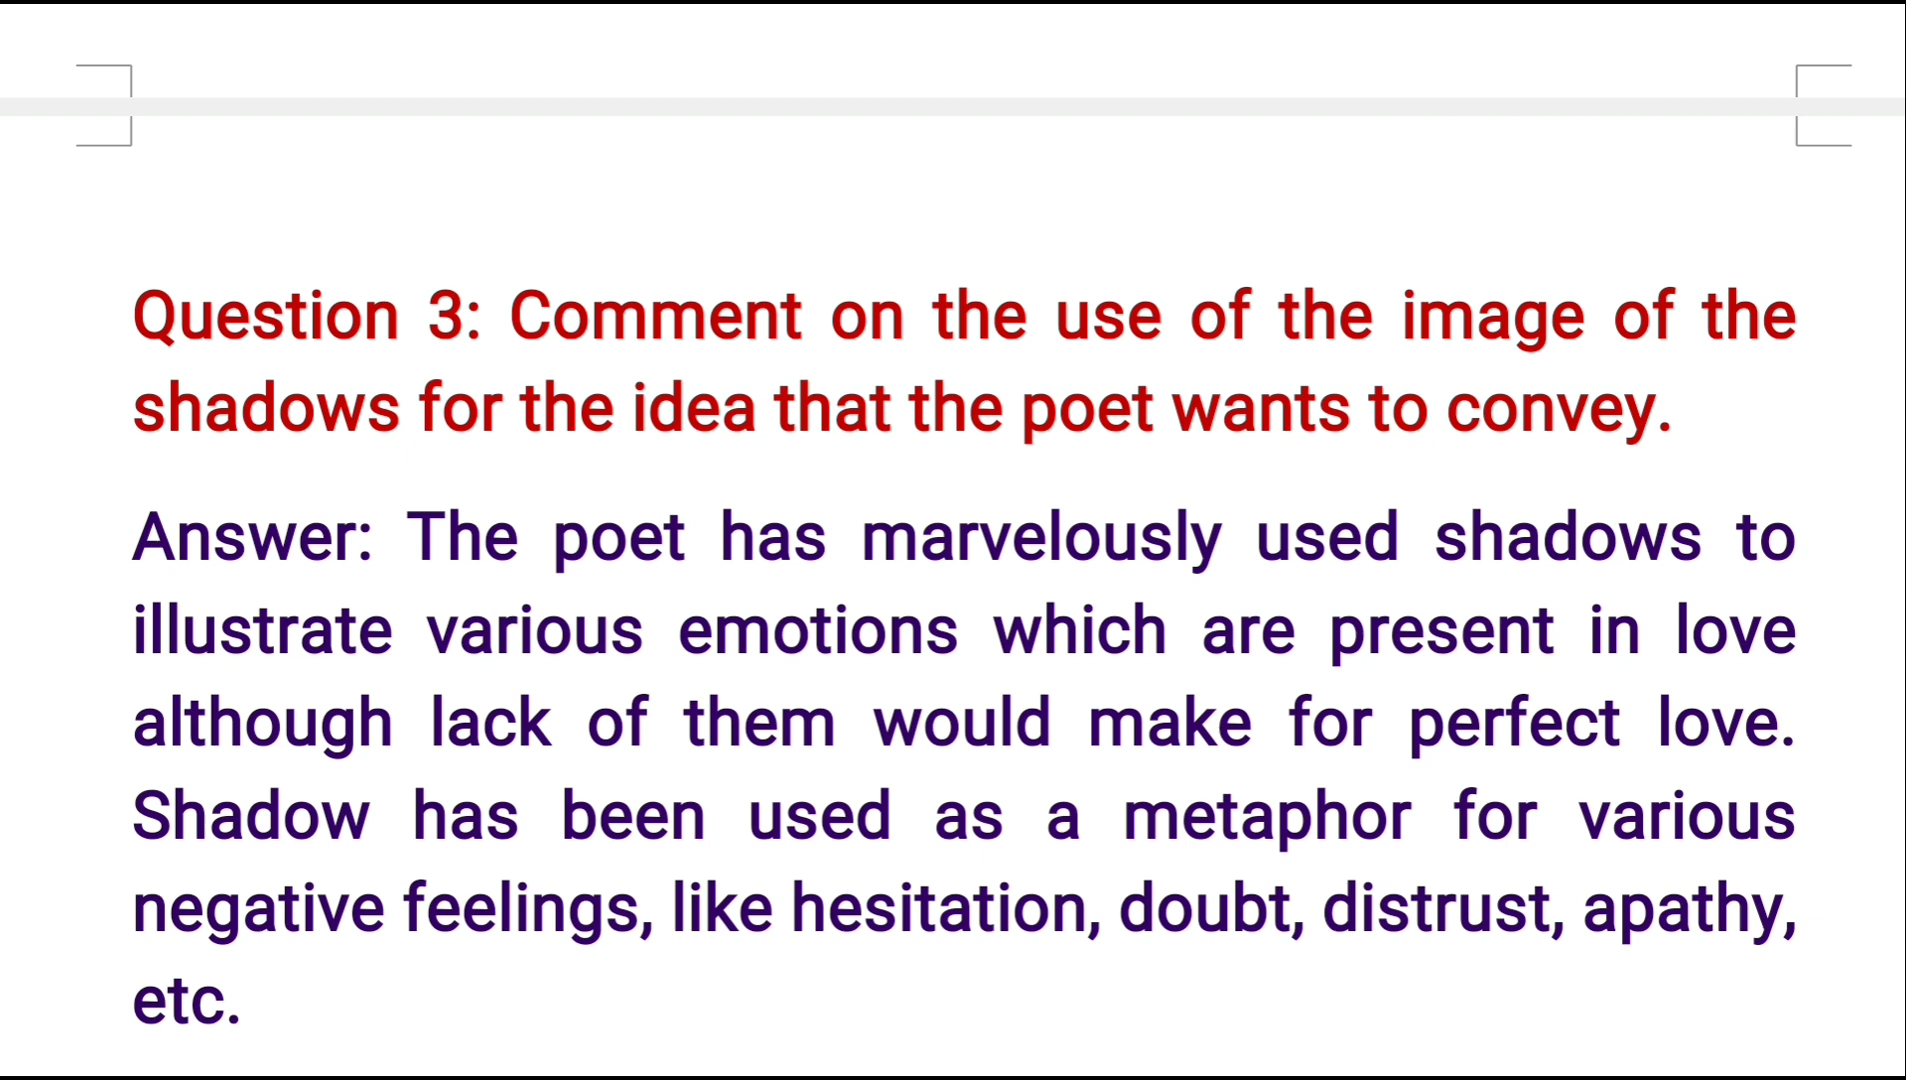 Question 3: Comment on the use of the image of the
shadows for the idea that the poet wants to convey.
Answer: The poet has marvelously used shadows to
illustrate various emotions which are present in love
although lack of them would make for perfect love.
Shadow has been used as a metaphor for various
negative feelings, like hesitation, doubt, distrust, apathy,
etc.